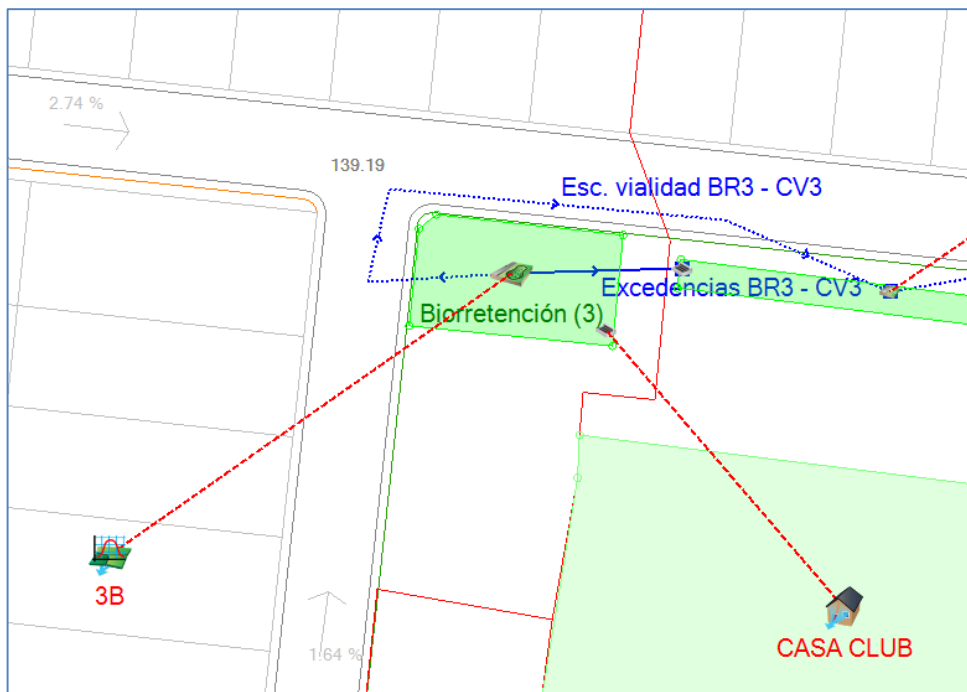 2.74 %
139.19
Esc. vialidad BR3 - CV3
Excedencias BR3 - CV3
Biorretención (3)
3B
1.64 %
CASA CLUB